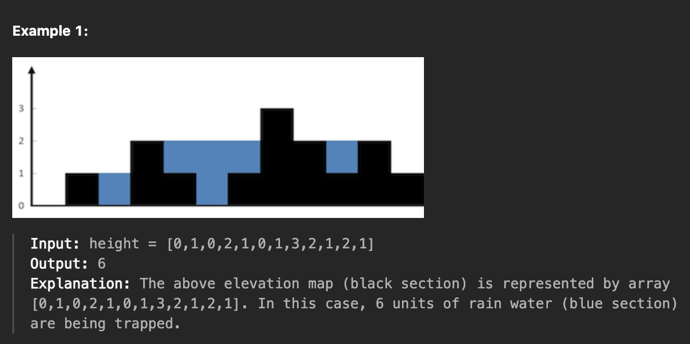 Example 1:
3
2
1
0
Input: height = [0,1,0,2,1,0,1,3,2,1,2,1]
Output: 6
Explanation: The above elevation map (black section) is represented by array
[0,1,0,2,1,0,1,3,2,1,2,1]. In this case, 6 units of rain water (blue section)
are being trapped.